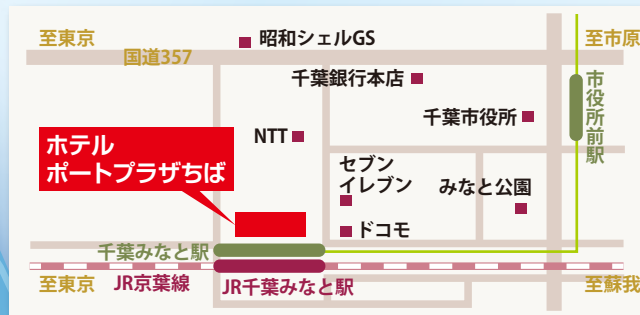 至東京
昭和シェルGS
至市原
国道357
千葉銀行本店
千葉市役所
市役所前駅
NTT
ホテル
ポートプラザちば
セブン
イレブン
みなと公園
ドコモ
千葉みなと駅
至東京
JR京葉線
JR千葉みなと駅
至蘇我